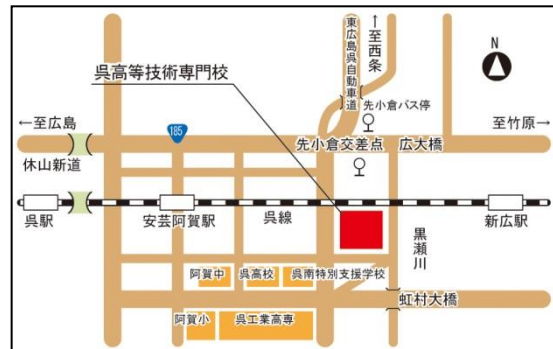 N
東広島呉自動車道
↑至西条
呉高等技術専門校
先小倉バス停
←至広島
185
至竹原→
先小倉交差点
広大橋
休山新道
呉駅
安芸阿賀駅
呉線
新広駅
黒瀬川
阿賀中
呉高校
呉南特別支援学校
虹村大橋
阿賀小
呉工業高専